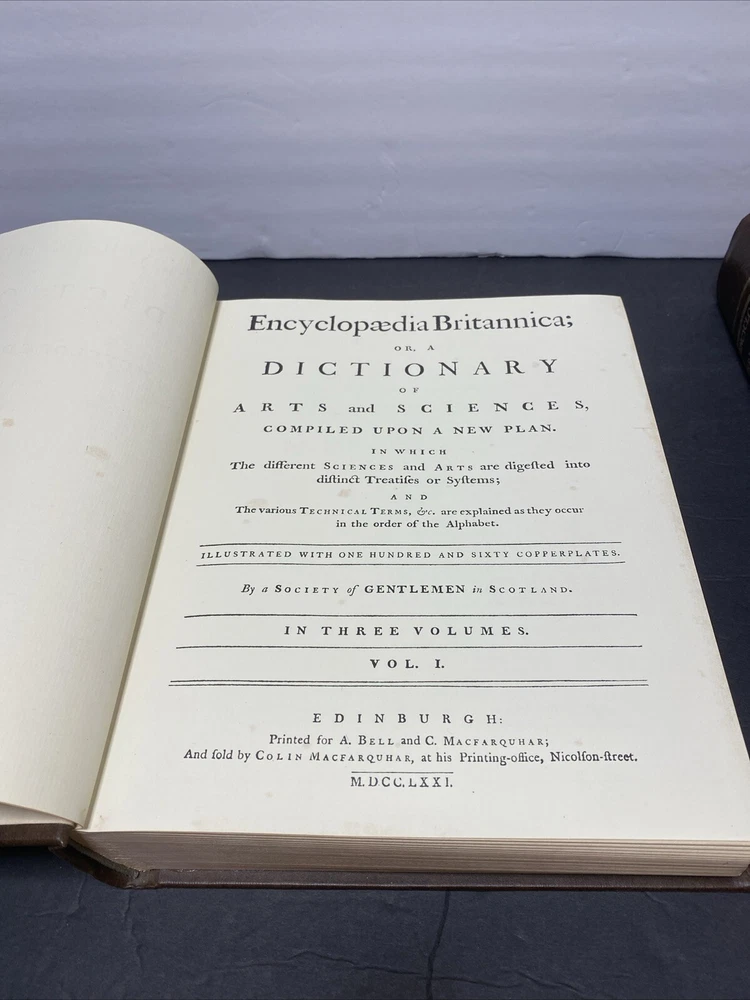 Encyclopædia Britannica;
OR, A
DICTIONARY
OF
ARTS and SCIENCES,
COMPILED UPON A NEW PLAN.
IN WHICH
The different SCIENCES and ARTS are digeſted into
diſtinct Treatiſes or Syſtems;
AND
The various TECHNICAL TERMS, &c. are explained as they occur
in the order of the Alphabet.
ILLUSTRATED WITH ONE HUNDRED AND SIXTY COPPERPLATES.
By a SOCIETY of GENTLEMEN in SCOTLAND.
IN THREE VOLUMES.
VOL. I.
EDINBURGH:
Printed for A. BELL and C. MACFARQUHAR;
And ſold by COLIN MACFARQUHAR, at his Printing-office, Nicolſon-ſtreet.
M.DCC.LXXI.